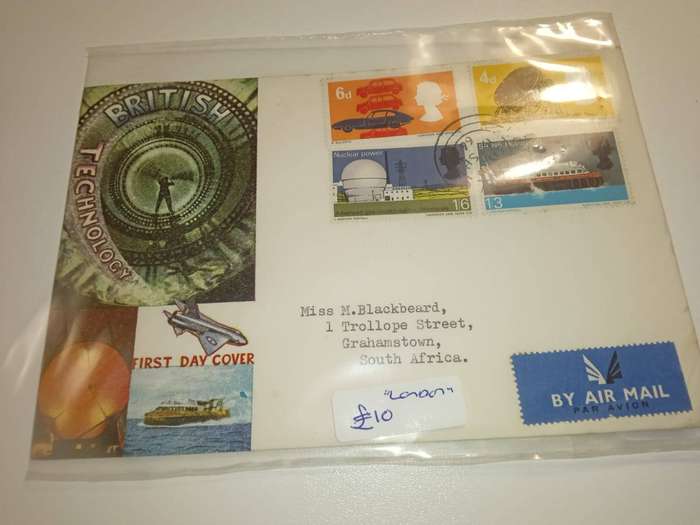 BRITISH
TECHNOLOGY
FIRST DAY COVER
6d
4d
Nuclear power
1/6
1/3
Miss M.Blackbeard,
1 Trollope Street,
Grahamstown,
South Africa.
"London"
£10
BY AIR MAIL
PAR AVION